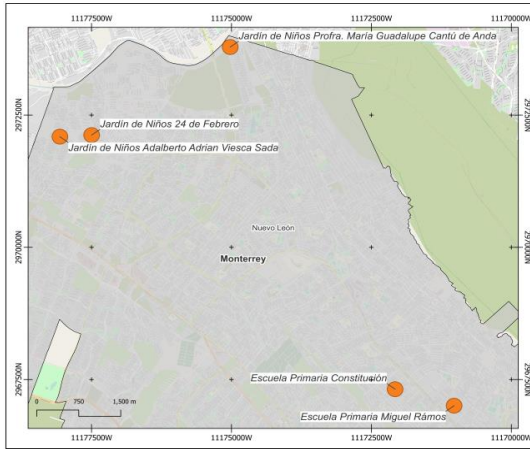 11177500W 11175000W 11172500W 11170000W
Jardín de Niños Profra. María Guadalupe Cantú de Anda
2972500N 2972500N
Jardín de Niños 24 de Febrero
Jardín de Niños Adalberto Adrian Viesca Sada
Nuevo León
2970000N 2970000N
Monterrey
2967500N 2967500N
Escuela Primaria Constitución
0 750 1,500 m
Escuela Primaria Miguel Rámos
11177500W 11175000W 11172500W 11170000W